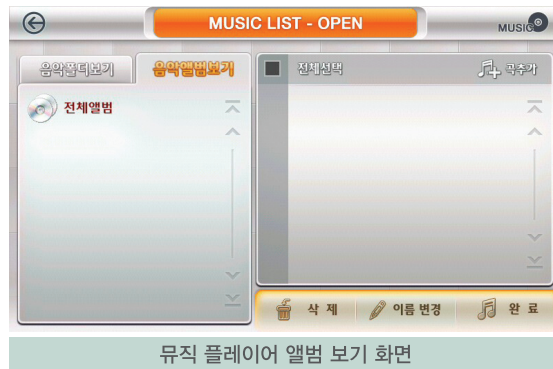 MUSIC LIST - OPEN
MUSIC
음악폴더보기
음악앨범보기
전체선택
곡추가
전체앨범
삭 제
이름 변경
완 료
뮤직 플레이어 앨범 보기 화면